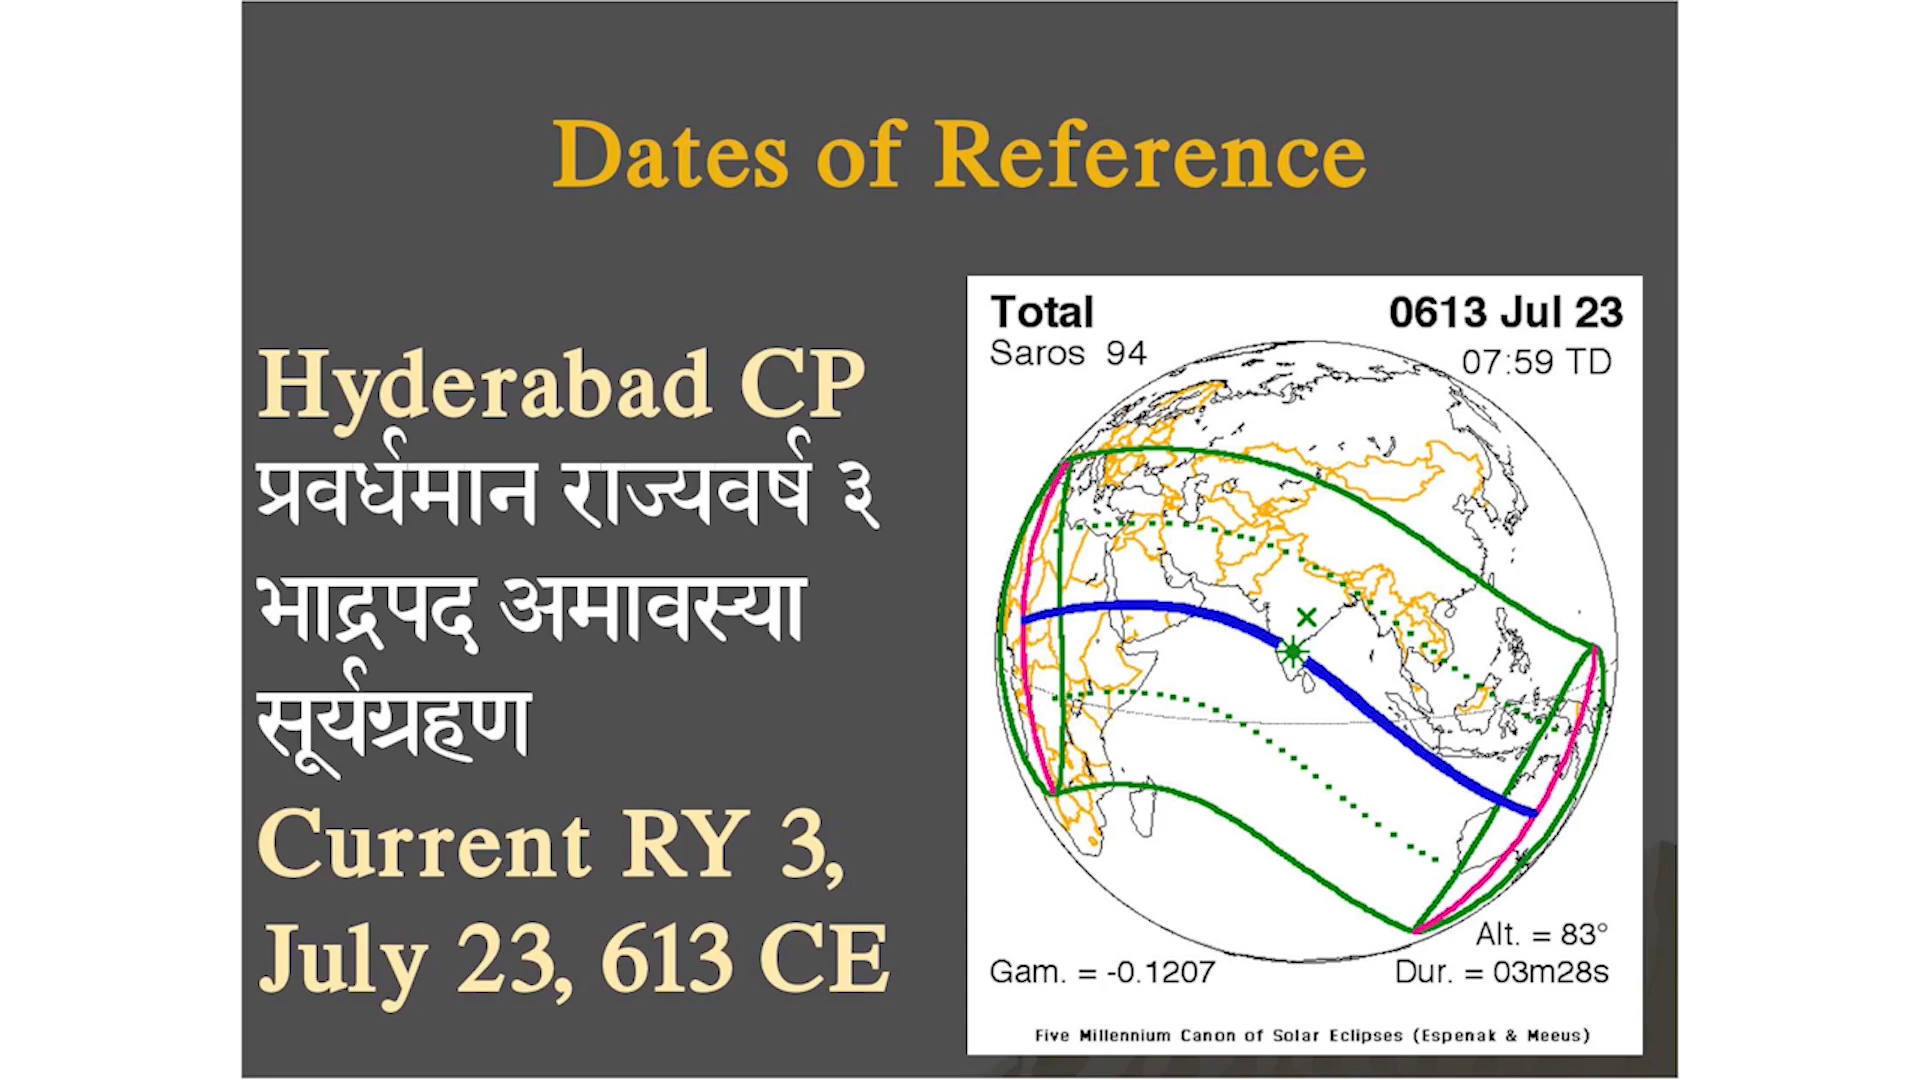 Dates of Reference
Hyderabad CP
प्रवर्धमान राज्यवर्ष ३
भाद्रपद अमावस्या
सूर्यग्रहण
Current RY 3,
July 23, 613 CE
Total
0613 Jul 23
Saros 94
07:59 TD
Alt. = 83°
Gam. = -0.1207
Dur. = 03m28s
Five Millennium Canon of Solar Eclipses (Espenak & Meeus)